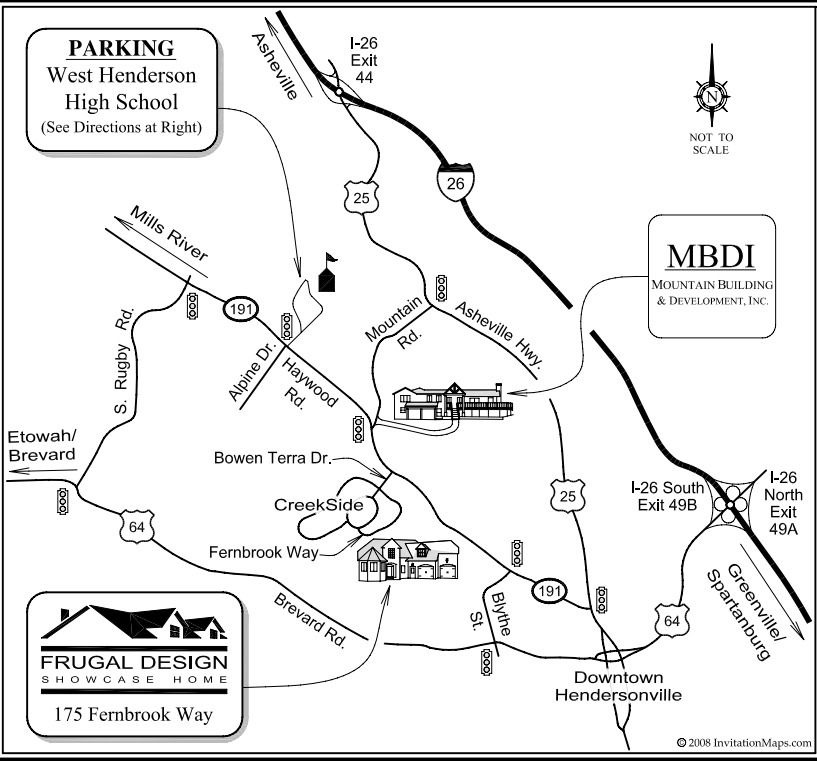 PARKING
West Henderson
High School
(See Directions at Right)
Asheville
I-26
Exit
44
N
NOT TO
SCALE
25
26
Mills River
MBDI
MOUNTAIN BUILDING
& DEVELOPMENT, INC.
191
S. Rugby Rd.
Mountain
Rd.
Asheville Hwy.
Alpine Dr.
Haywood
Rd.
Etowah/
Brevard
Bowen Terra Dr.
CreekSide
Fernbrook Way
64
25
I-26 South
Exit 49B
I-26
North
Exit
49A
Greenville/
Spartanburg
191
Blythe
St.
64
Brevard Rd.
FRUGAL DESIGN
SHOWCASE HOME
175 Fernbrook Way
Downtown
Hendersonville
© 2008 InvitationMaps.com